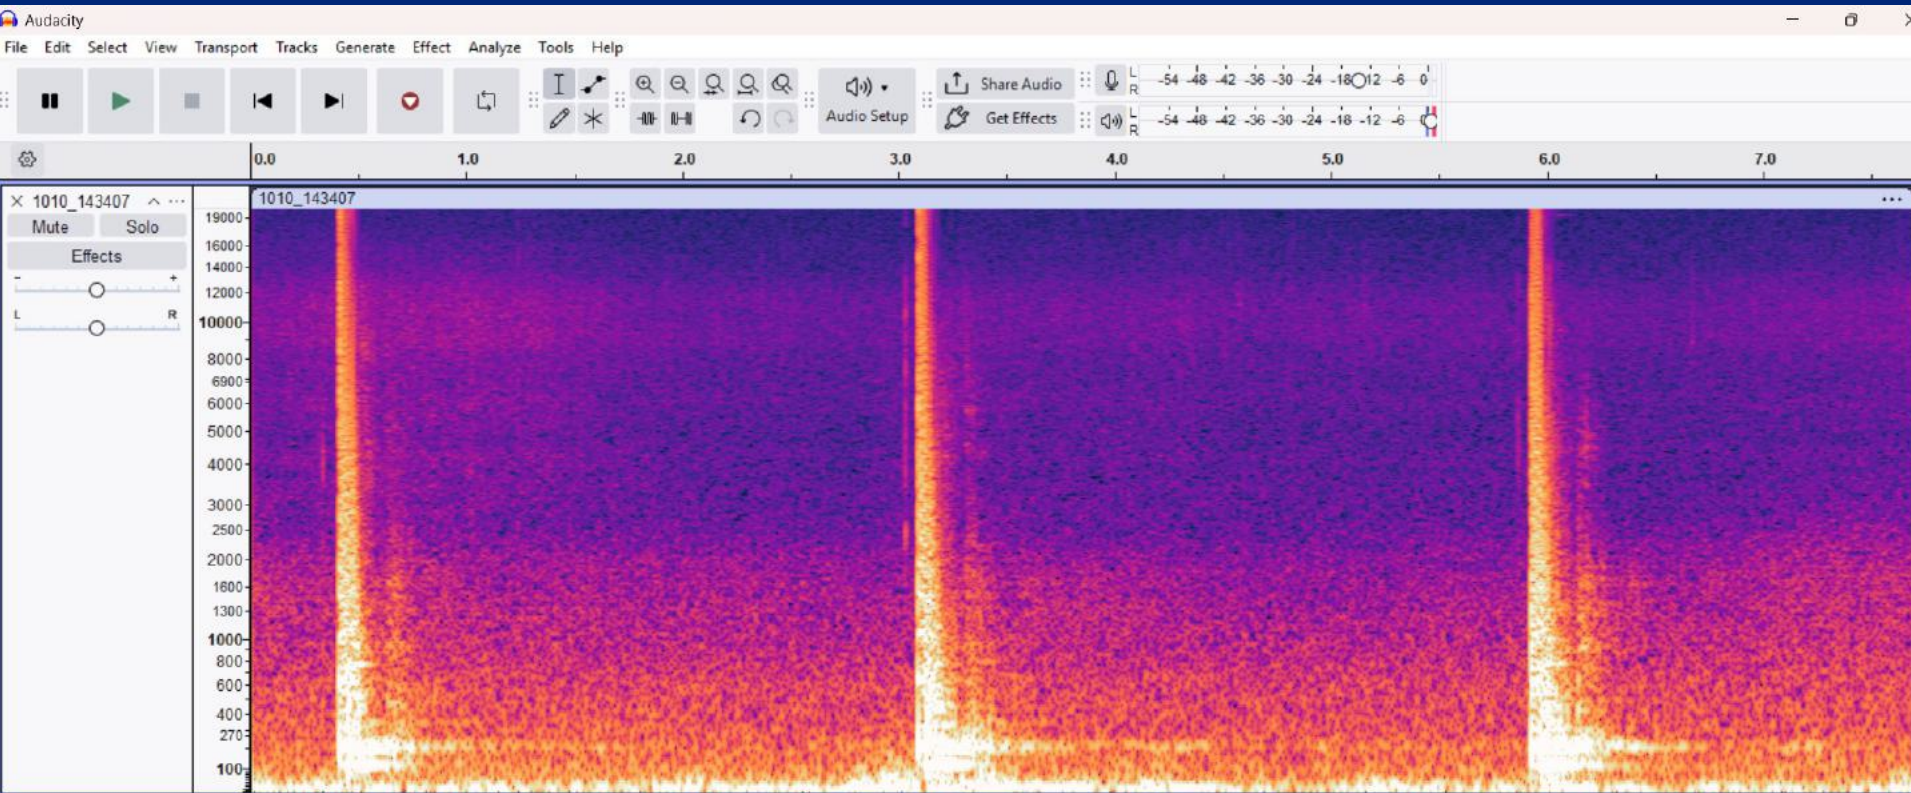 Audacity
File Edit Select View Transport Tracks Generate Effect Analyze Tools Help
Audio Setup
Share Audio
Get Effects
L
R
-54 -48 -42 -36 -30 -24 -18 12 -6 0
L
R
-54 -48 -42 -36 -30 -24 -18 -12 -6
0.0 1.0 2.0 3.0 4.0 5.0 6.0 7.0
1010_143407
Mute Solo
Effects
- +
L R
1010_143407
19000
16000
14000
12000
10000
8000
6900
6000
5000
4000
3000
2500
2000
1600
1300
1000
800
600
400
270
100